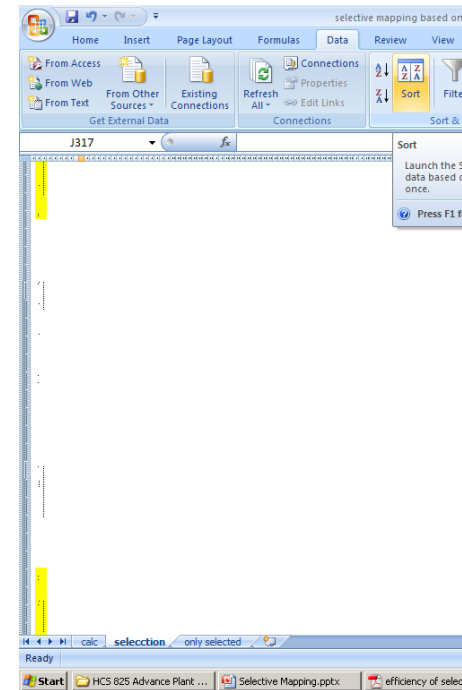 selective mapping based on
Home Insert Page Layout Formulas Data Review View
From Access
From Web
From Text
From Other
Sources
Existing
Connections
Get External Data
Refresh
All
Connections
Properties
Edit Links
Connections
A Z
Z A
Sort
Filte
Sort &
J317 fx
Sort
Launch the S
data based o
once.
Press F1 f
calc selecction only selected
Ready
Start HCS 825 Advance Plant ... Selective Mapping.pptx efficiency of selec